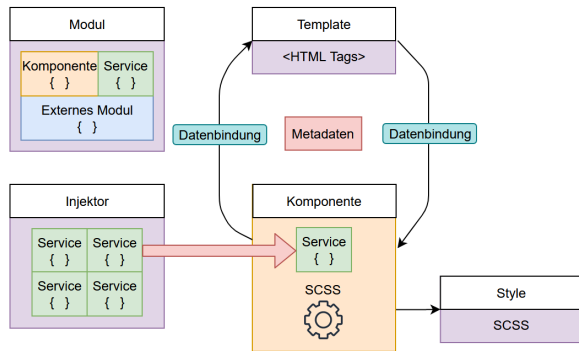 Modul
Komponente
{ }
Service
{ }
Externes Modul
{ }
Template
<HTML Tags>
Datenbindung
Metadaten
Datenbindung
Injektor
Service
{ }
Service
{ }
Service
{ }
Service
{ }
Komponente
Service
{ }
SCSS
Style
SCSS